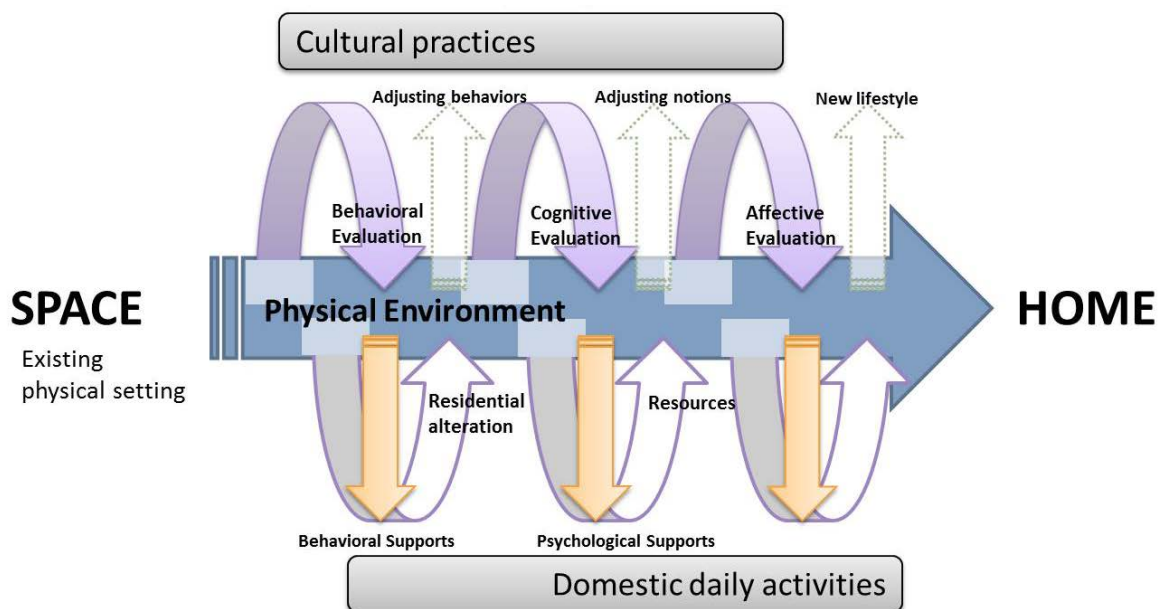 Cultural practices
Adjusting behaviors
Adjusting notions
New lifestyle
Behavioral
Evaluation
Cognitive
Evaluation
Affective
Evaluation
SPACE
Physical Environment
HOME
Existing
physical setting
Residential
alteration
Resources
Behavioral Supports
Psychological Supports
Domestic daily activities